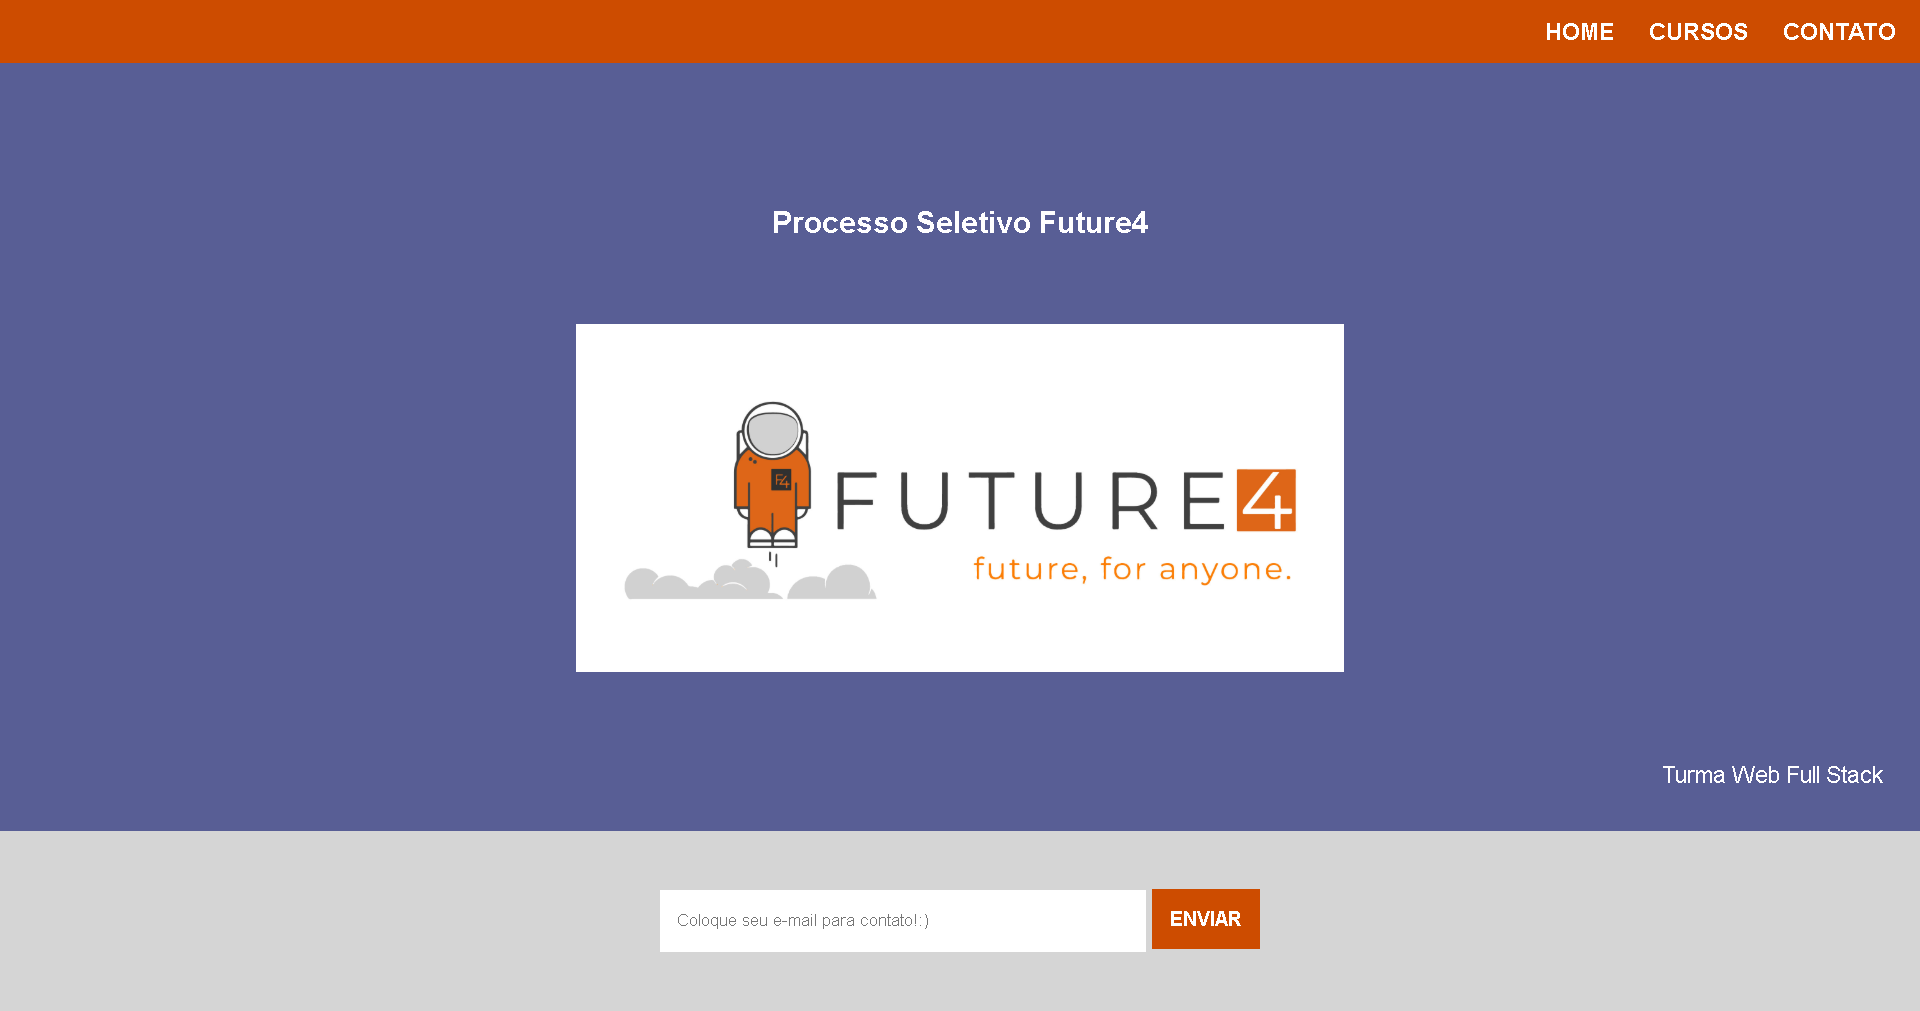 HOME CURSOS CONTATO
Processo Seletivo Future4
F4
FUTURE4
future, for anyone.
Turma Web Full Stack
Coloque seu e-mail para contato!:)
ENVIAR